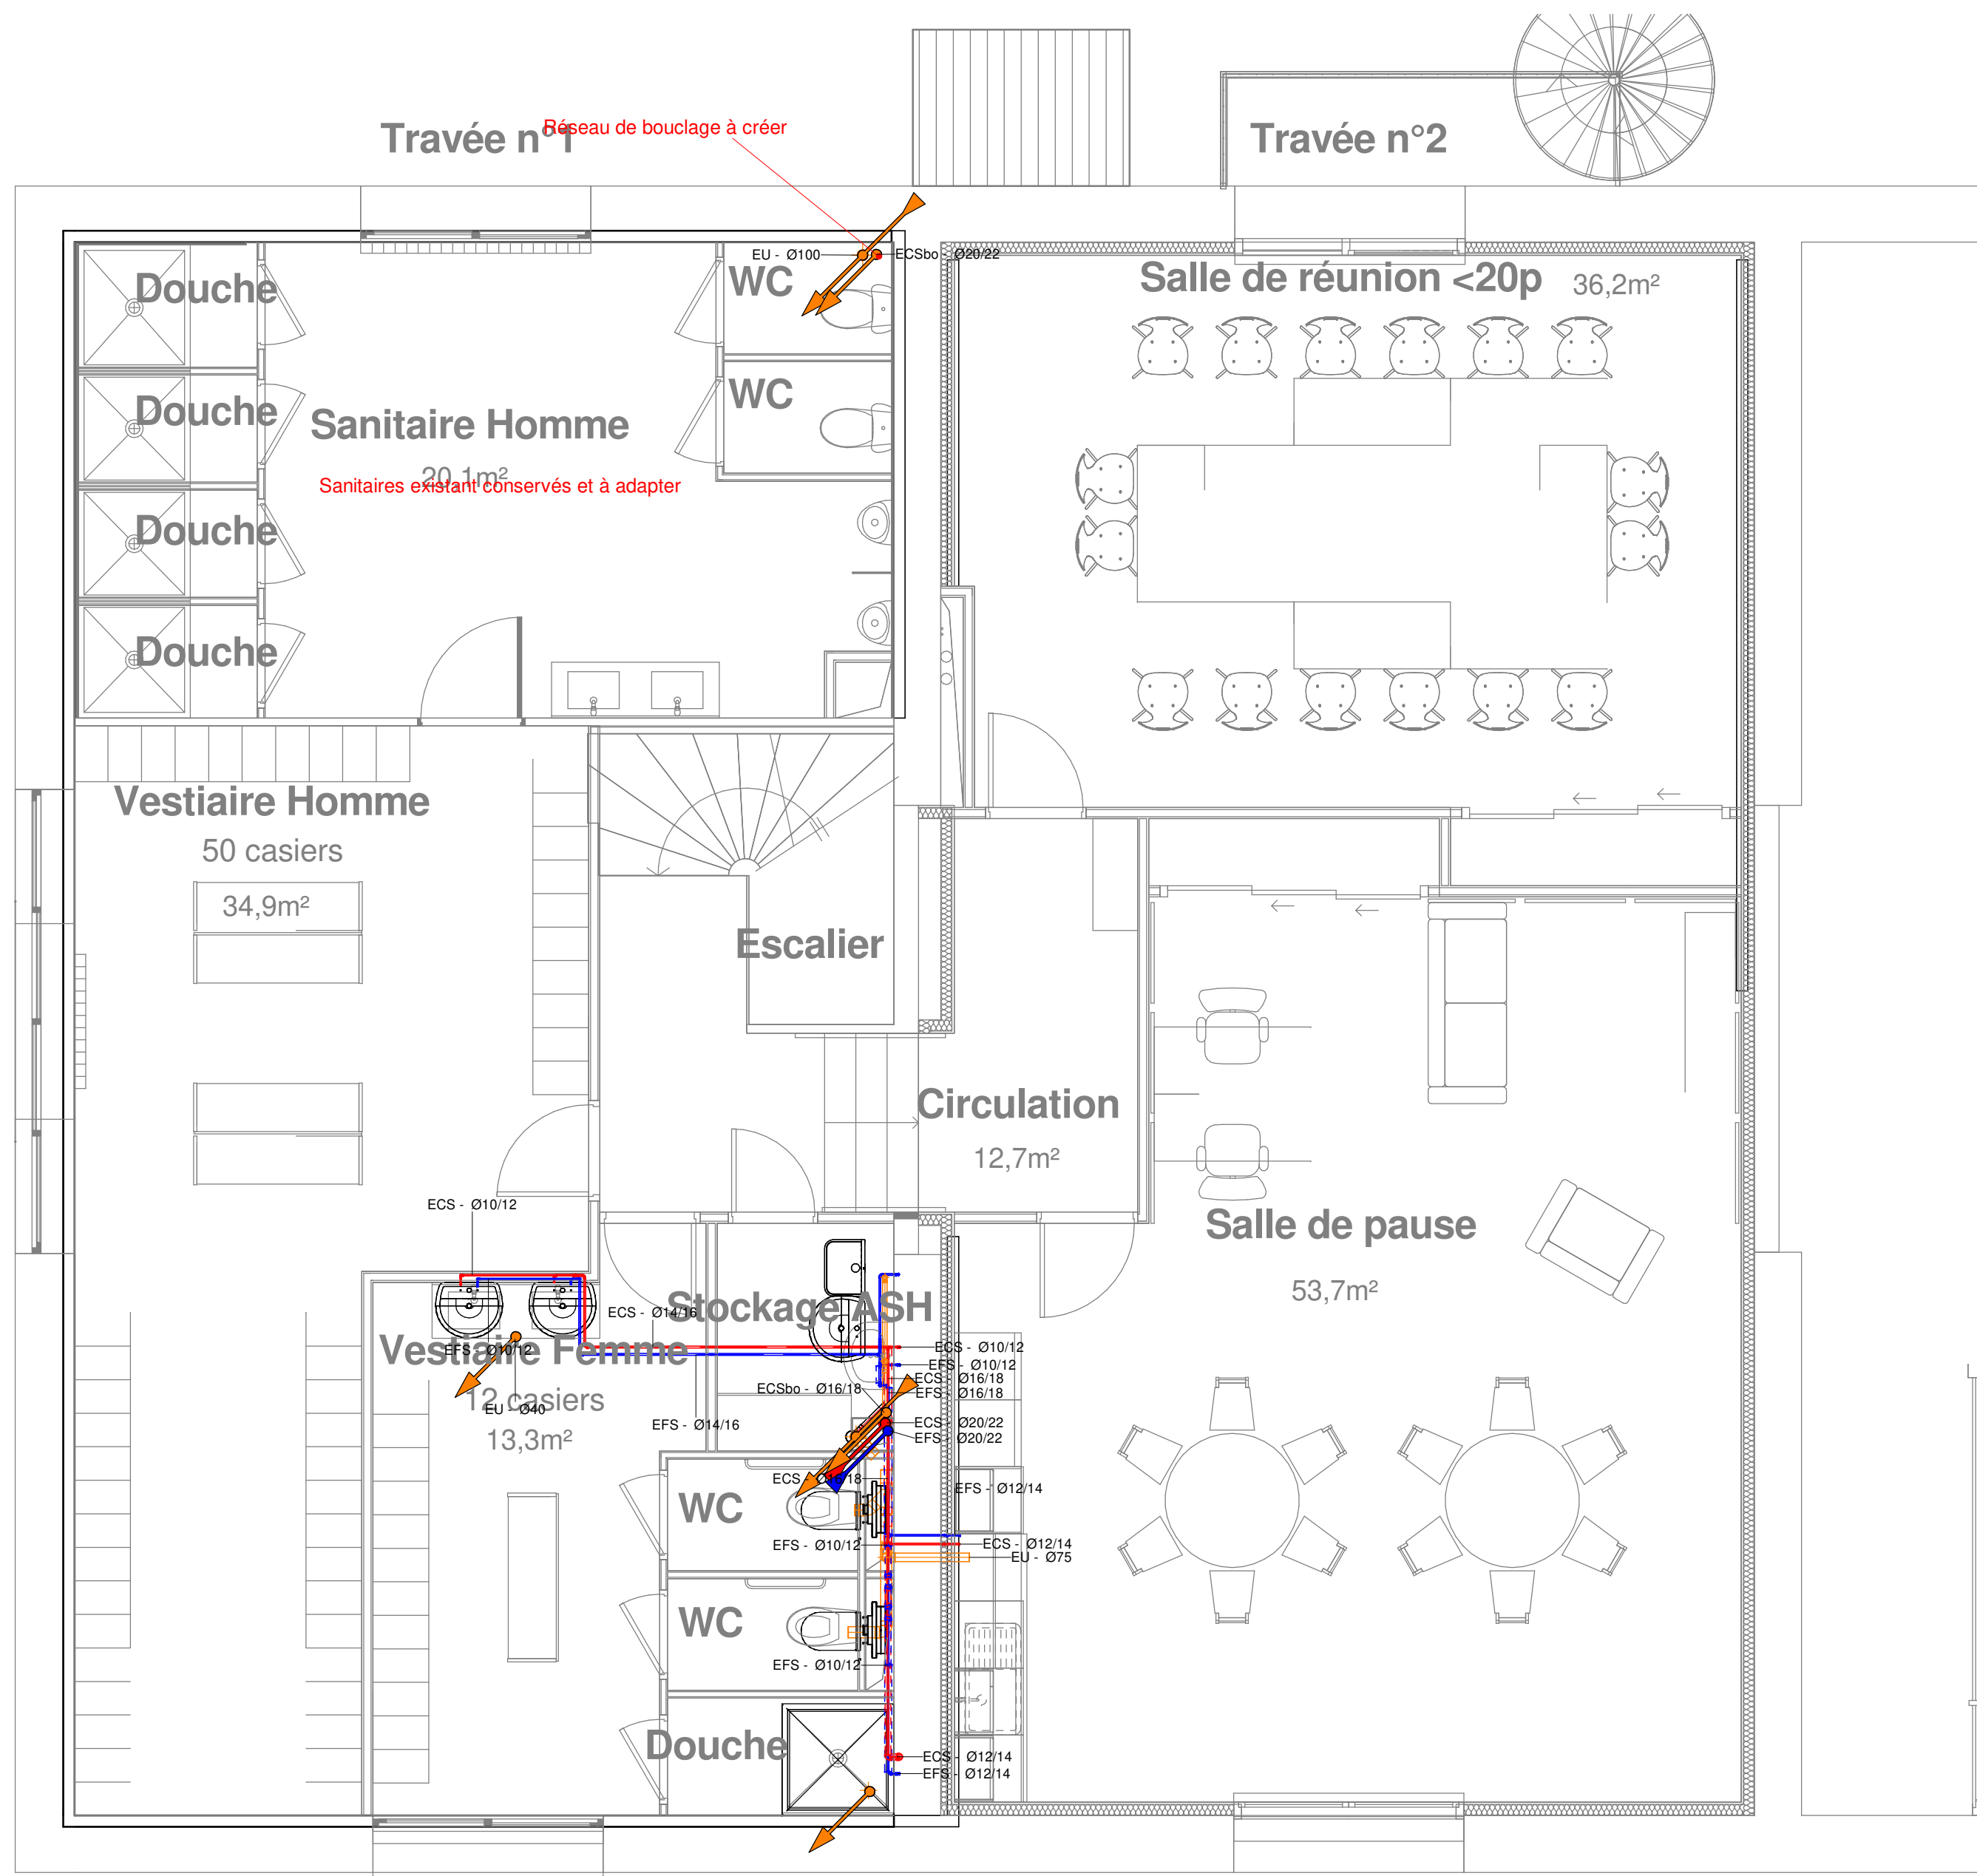 Travée n°1
Réseau de bouclage à créer
Travée n°2
EU - Ø100
ECSbo - Ø20/22
WC
Douche
Salle de réunion <20p
36,2m²
WC
Douche
Sanitaire Homme
20,1m²
Sanitaires existant conservés et à adapter
Douche
Douche
Vestiaire Homme
50 casiers
34,9m²
Escalier
Circulation
12,7m²
ECS - Ø10/12
Salle de pause
53,7m²
Stockage ASH
ECS - Ø14/16
Vestiaire Femme
EFS - Ø10/12
ECS - Ø10/12
EFS - Ø10/12
ECS - Ø16/18
EFS - Ø16/18
ECSbo - Ø16/18
12 casiers
EU - Ø40
13,3m²
EFS - Ø14/16
ECS - Ø20/22
EFS - Ø20/22
ECS - Ø16/18
EFS - Ø12/14
WC
EFS - Ø10/12
ECS - Ø12/14
EU - Ø75
WC
EFS - Ø10/12
Douche
ECS - Ø12/14
EFS - Ø12/14